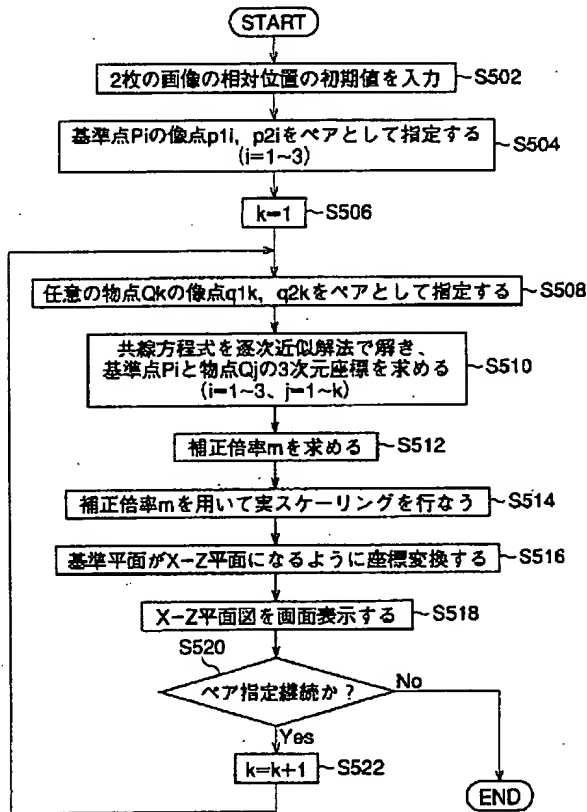 START
2枚の画像の相対位置の初期値を入力
S502
基準点Piの像点p1i, p2iをペアとして指定する
(i=1~3)
S504
k=1
S506
任意の物点Qkの像点q1k, q2kをペアとして指定する
S508
共線方程式を逐次近似解法で解き、
基準点Piと物点Qjの3次元座標を求める
(i=1~3、j=1~k)
S510
補正倍率mを求める
S512
補正倍率mを用いて実スケーリングを行なう
S514
基準平面がX-Z平面になるように座標変換する
S516
X-Z平面図を画面表示する
S518
S520
ペア指定継続か?
No
Yes
k=k+1
S522
END